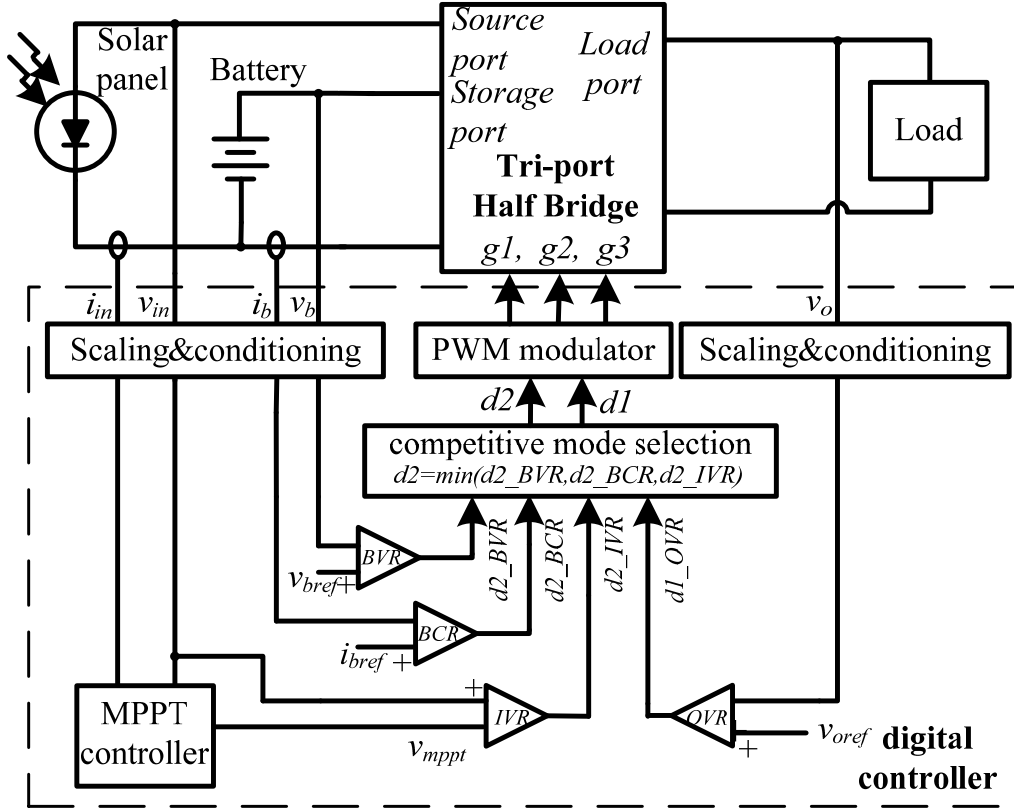 Solar
panel
Battery
Source
port
Storage
port
Load
port
Tri-port
Half Bridge
g1, g2, g3
Load
i_in
v_in
i_b
v_b
v_o
Scaling&conditioning
PWM modulator
Scaling&conditioning
d2
d1
competitive mode selection
d2=min(d2_BVR,d2_BCR,d2_IVR)
BVR
v_bref+
d2_BVR
d2_BCR
d2_IVR
d1_OVR
BCR
i_bref +
MPPT
controller
+
IVR
v_mppt
OVR
+
v_oref
digital
controller